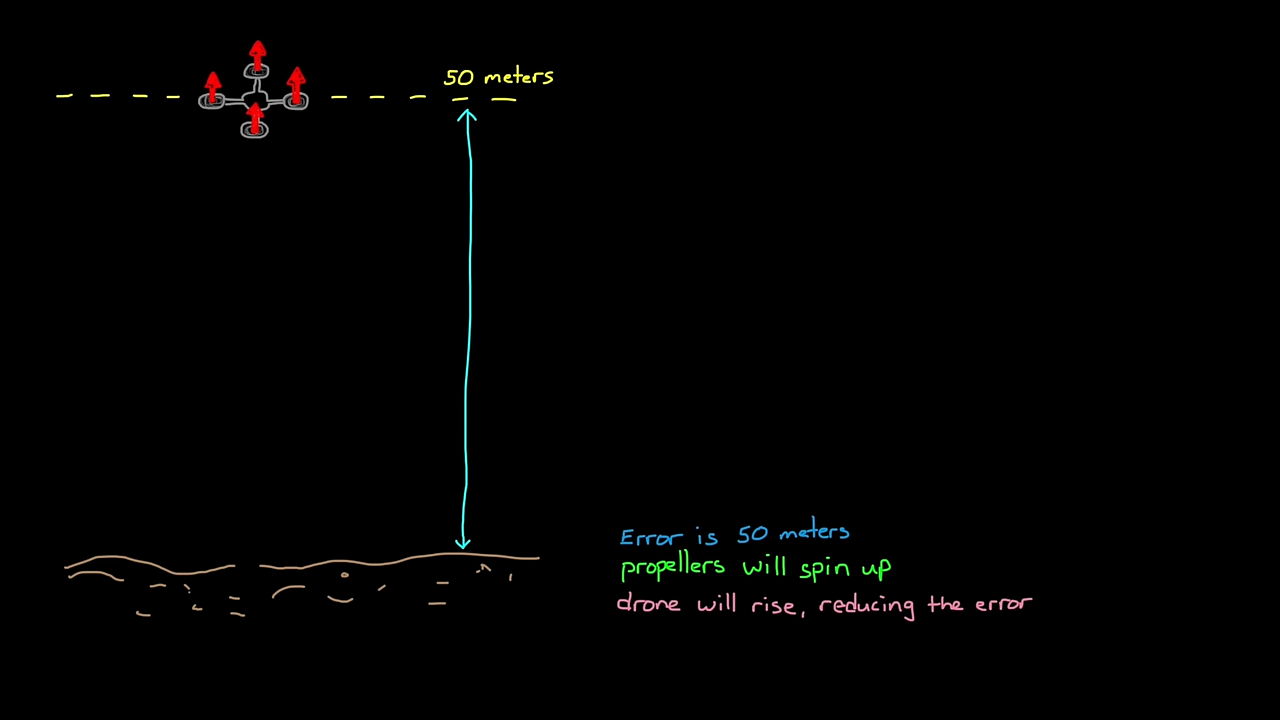 50 meters
Error is 50 meters
propellers will spin up
drone will rise, reducing the error